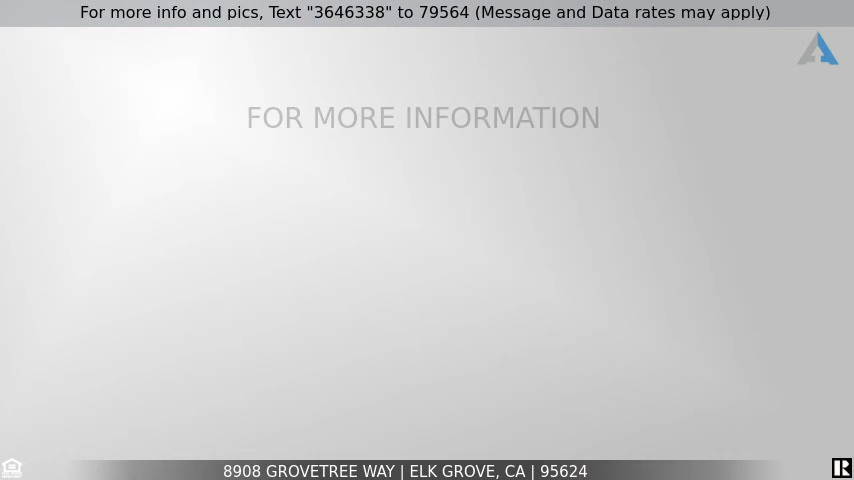 For more info and pics, Text "3646338" to 79564 (Message and Data rates may apply)
FOR MORE INFORMATION
8908 GROVETREE WAY | ELK GROVE, CA | 95624